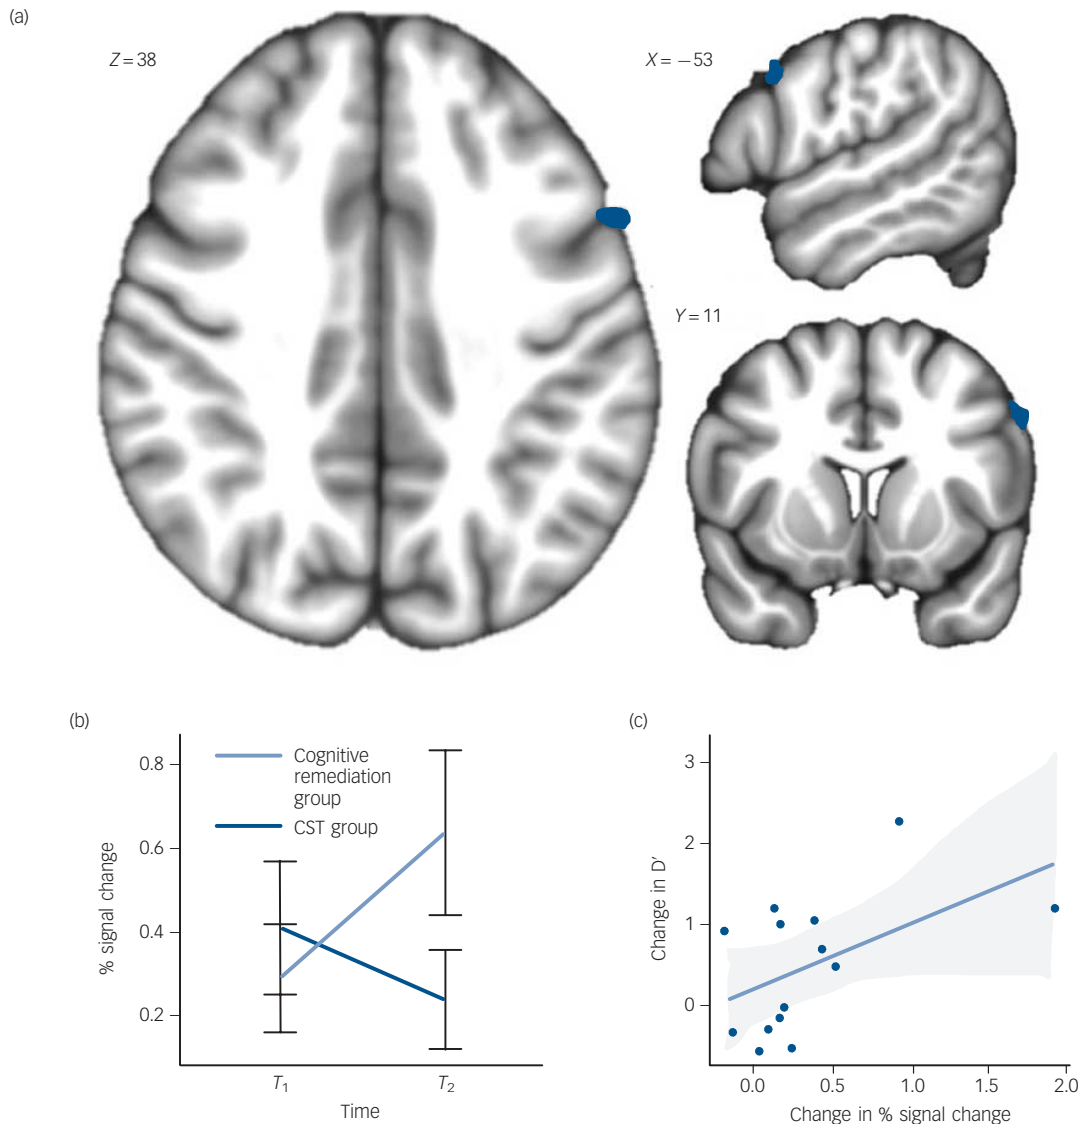 (a)
Z = 38
X = −53
Y = 11
(b)
% signal change
0.8
0.6
0.4
0.2
Cognitive
remediation
group
CST group
T1
T2
Time
(c)
Change in D′
3
2
1
0
0.0
0.5
1.0
1.5
2.0
Change in % signal change